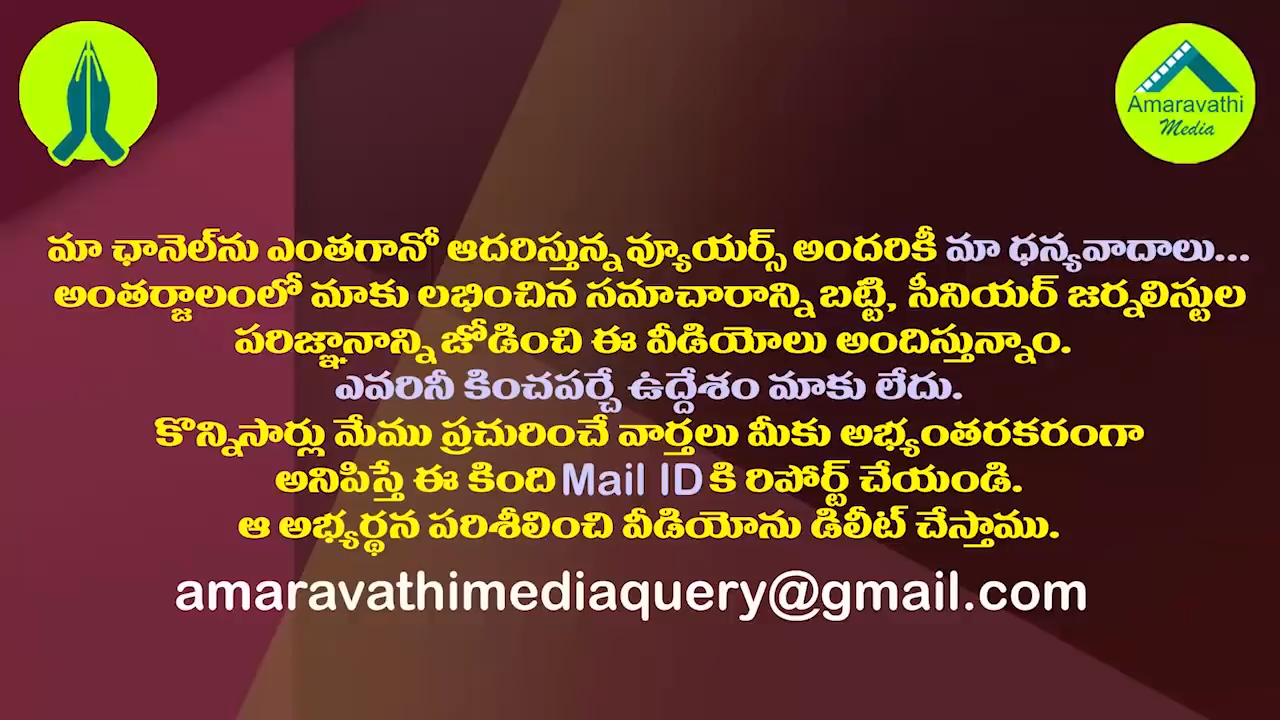 Amaravathi
Media
మా ఛానెల్‌ను ఎంతగానో ఆదరిస్తున్న వ్యూయర్స్ అందరికీ మా ధన్యవాదాలు...
అంతర్జాలంలో మాకు లభించిన సమాచారాన్ని బట్టి, సీనియర్ జర్నలిస్టుల
పరిజ్ఞానాన్ని జోడించి ఈ వీడియోలు అందిస్తున్నాం.
ఎవరినీ కించపర్చే ఉద్దేశం మాకు లేదు.
కొన్నిసార్లు మేము ప్రచురించే వార్తలు మీకు అభ్యంతరకరంగా
అనిపిస్తే ఈ కింది Mail ID కి రిపోర్ట్ చేయండి.
ఆ అభ్యర్థన పరిశీలించి వీడియోను డిలీట్ చేస్తాము.
amaravathimediaquery@gmail.com